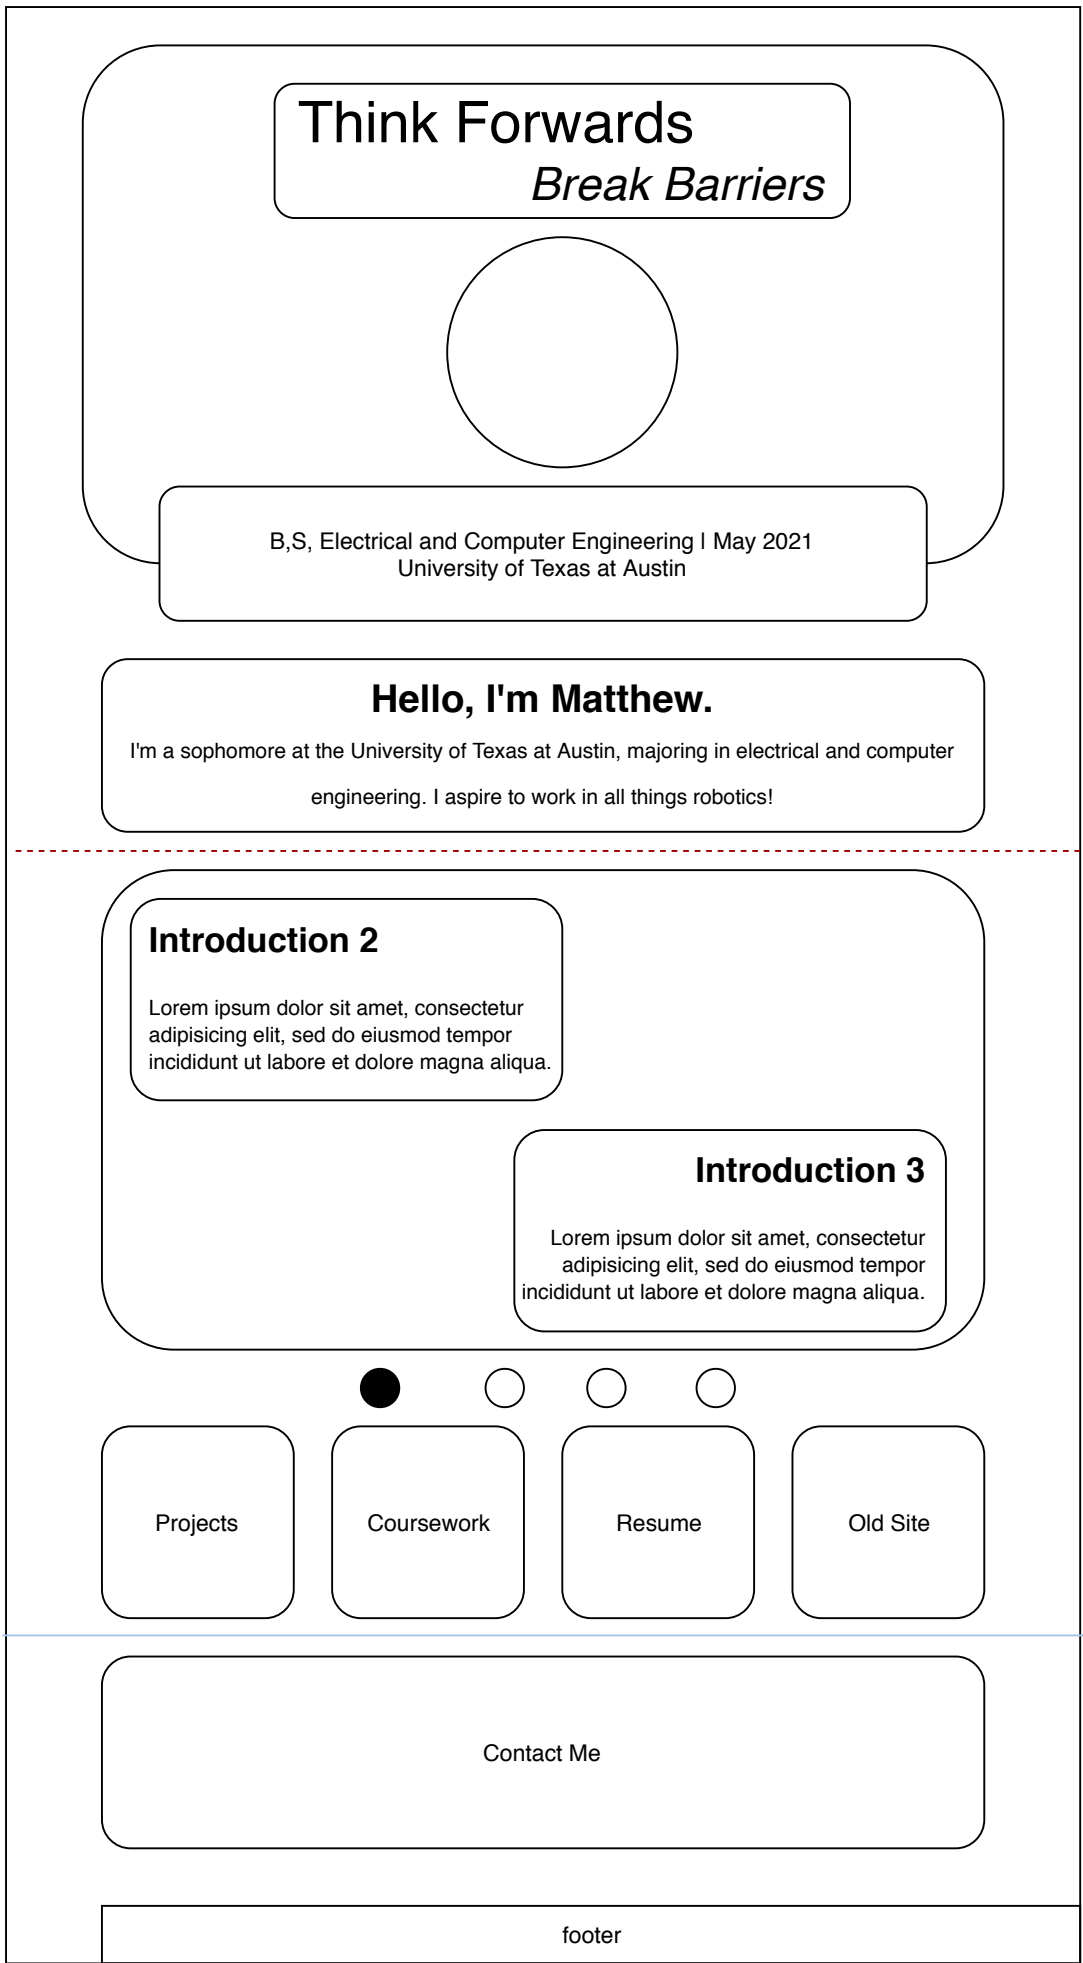 Think Forwards
Break Barriers
B,S, Electrical and Computer Engineering | May 2021
University of Texas at Austin
Hello, I'm Matthew.
I'm a sophomore at the University of Texas at Austin, majoring in electrical and computer
engineering. I aspire to work in all things robotics!
Introduction 2
Lorem ipsum dolor sit amet, consectetur
adipisicing elit, sed do eiusmod tempor
incididunt ut labore et dolore magna aliqua.
Introduction 3
Lorem ipsum dolor sit amet, consectetur
adipisicing elit, sed do eiusmod tempor
incididunt ut labore et dolore magna aliqua.
Projects
Coursework
Resume
Old Site
Contact Me
footer